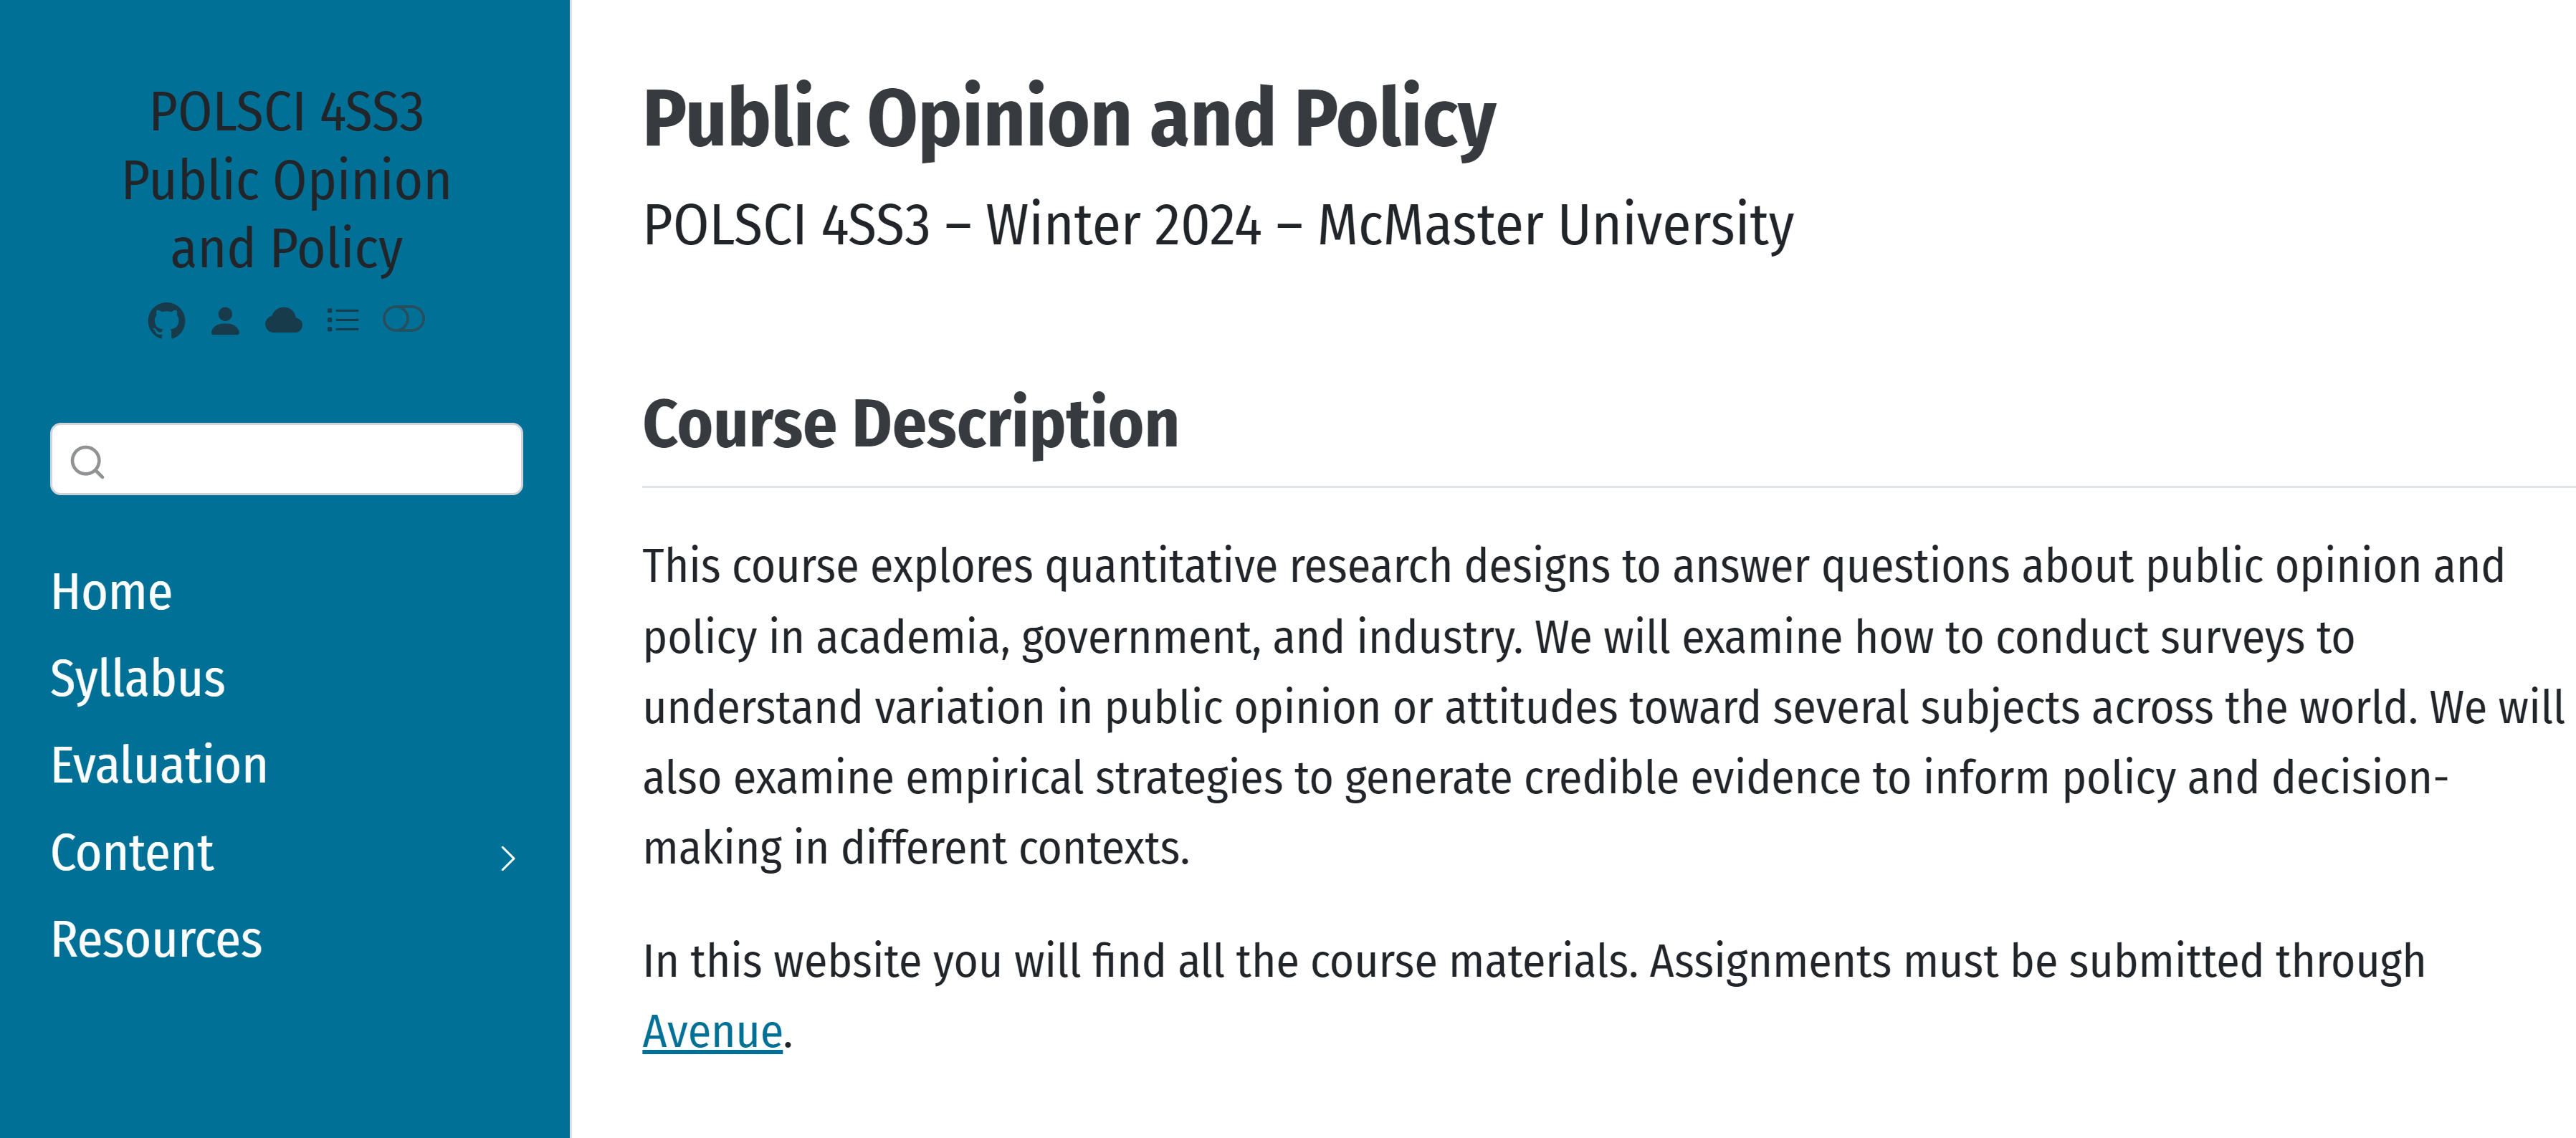 POLSCI 4SS3
Public Opinion
and Policy
Home
Syllabus
Evaluation
Content
Resources
Public Opinion and Policy
POLSCI 4SS3 – Winter 2024 – McMaster University
Course Description
This course explores quantitative research designs to answer questions about public opinion and
policy in academia, government, and industry. We will examine how to conduct surveys to
understand variation in public opinion or attitudes toward several subjects across the world. We will
also examine empirical strategies to generate credible evidence to inform policy and decision-
making in different contexts.
In this website you will find all the course materials. Assignments must be submitted through
Avenue.